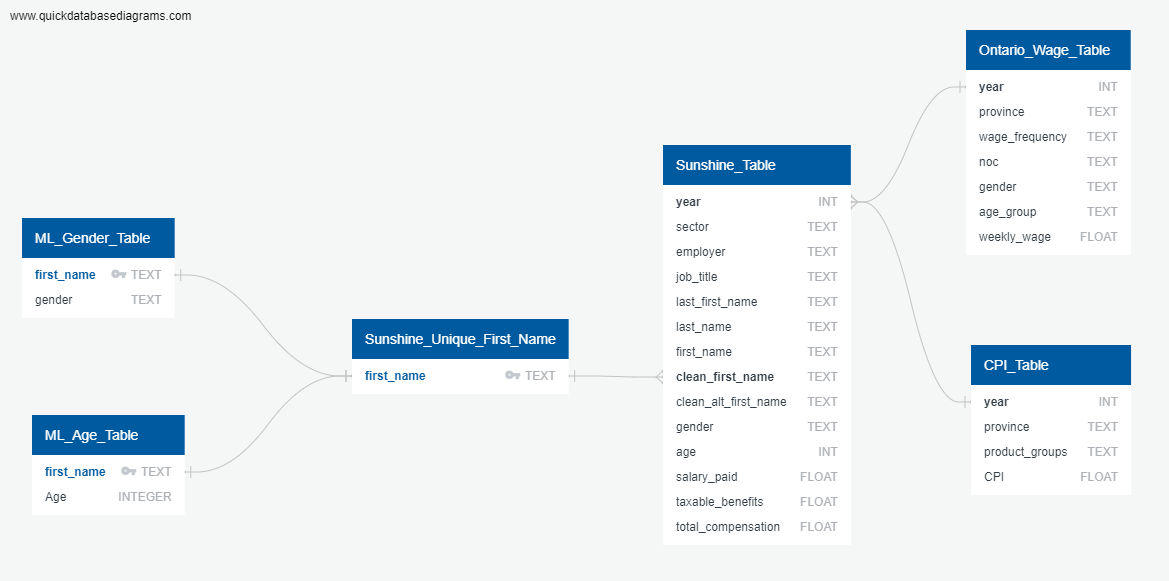 www.quickdatabasediagrams.com
ML_Gender_Table
first_name TEXT
gender TEXT
ML_Age_Table
first_name TEXT
Age INTEGER
Sunshine_Unique_First_Name
first_name TEXT
Sunshine_Table
year INT
sector TEXT
employer TEXT
job_title TEXT
last_first_name TEXT
last_name TEXT
first_name TEXT
clean_first_name TEXT
clean_alt_first_name TEXT
gender TEXT
age INT
salary_paid FLOAT
taxable_benefits FLOAT
total_compensation FLOAT
Ontario_Wage_Table
year INT
province TEXT
wage_frequency TEXT
noc TEXT
gender TEXT
age_group TEXT
weekly_wage FLOAT
CPI_Table
year INT
province TEXT
product_groups TEXT
CPI FLOAT